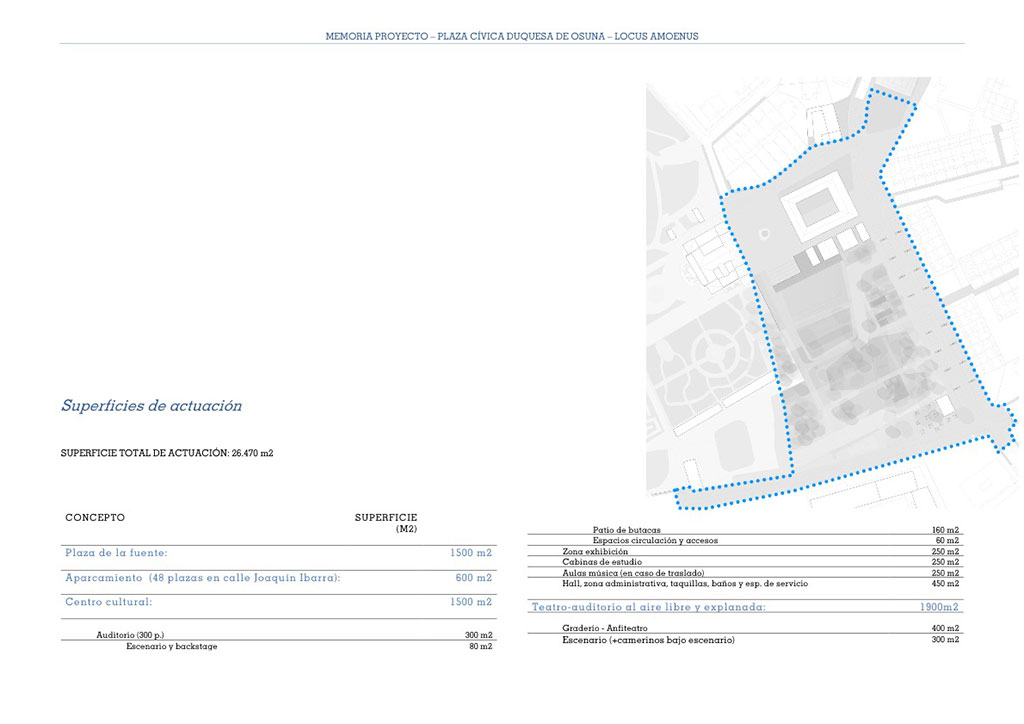 MEMORIA PROYECTO – PLAZA CÍVICA DUQUESA DE OSUNA – LOCUS AMOENUS
Superficies de actuación
SUPERFICIE TOTAL DE ACTUACIÓN: 26.470 m2
CONCEPTO SUPERFICIE
(M2)
Plaza de la fuente: 1500 m2
Aparcamiento (48 plazas en calle Joaquín Ibarra): 600 m2
Centro cultural: 1500 m2
Auditorio (300 p.) 300 m2
Escenario y backstage 80 m2
Patio de butacas 160 m2
Espacios circulación y accesos 60 m2
Zona exhibición 250 m2
Cabinas de estudio 250 m2
Aulas música (en caso de traslado) 250 m2
Hall, zona administrativa, taquillas, baños y esp. de servicio 450 m2
Teatro-auditorio al aire libre y explanada: 1900m2
Graderío - Anfiteatro 400 m2
Escenario (+camerinos bajo escenario) 300 m2